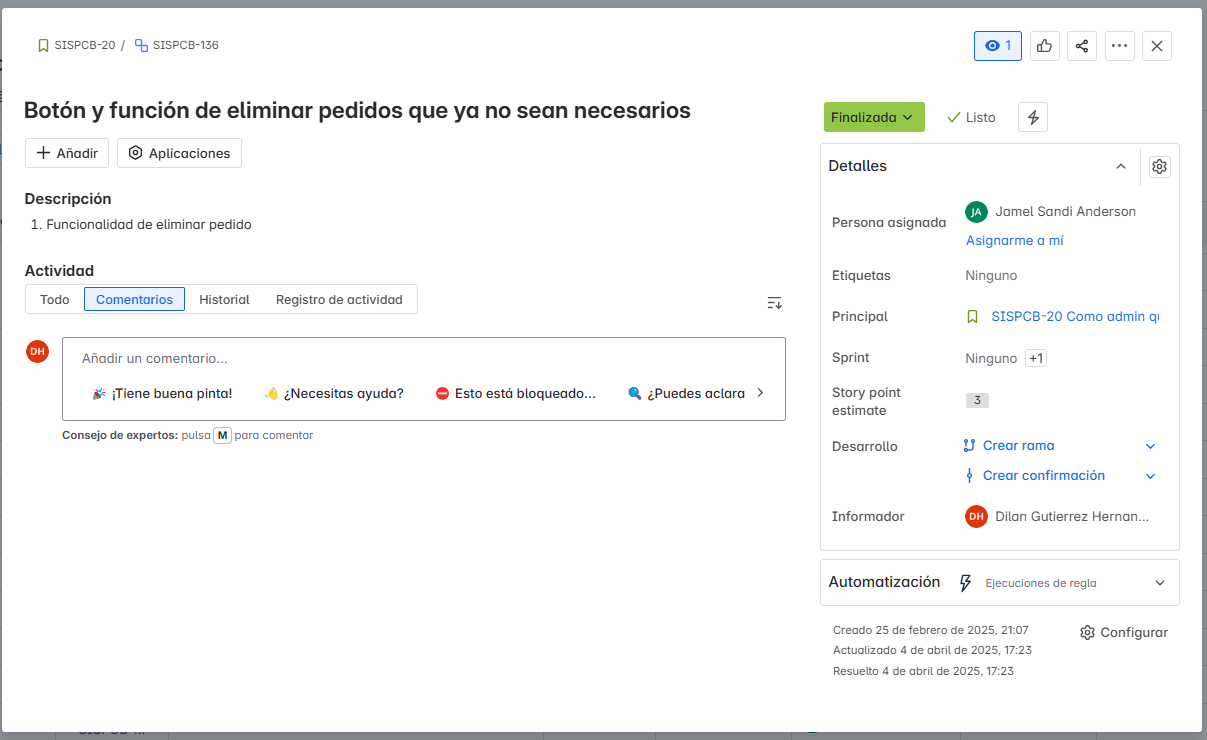 SISPCB-20 / SISPCB-136
1
Botón y función de eliminar pedidos que ya no sean necesarios
Añadir
Aplicaciones
Descripción
1. Funcionalidad de eliminar pedido
Actividad
Todo
Comentarios
Historial
Registro de actividad
DH
Añadir un comentario...
¡Tiene buena pinta!
¿Necesitas ayuda?
Esto está bloqueado...
¿Puedes aclara
Consejo de expertos: pulsa M para comentar
Finalizada
Listo
Detalles
Persona asignada
JA Jamel Sandi Anderson
Asignarme a mí
Etiquetas
Ninguno
Principal
SISPCB-20 Como admin qu
Sprint
Ninguno +1
Story point
estimate
3
Desarrollo
Crear rama
Crear confirmación
Informador
DH Dilan Gutierrez Hernan...
Automatización
Ejecuciones de regla
Creado 25 de febrero de 2025, 21:07
Configurar
Actualizado 4 de abril de 2025, 17:23
Resuelto 4 de abril de 2025, 17:23